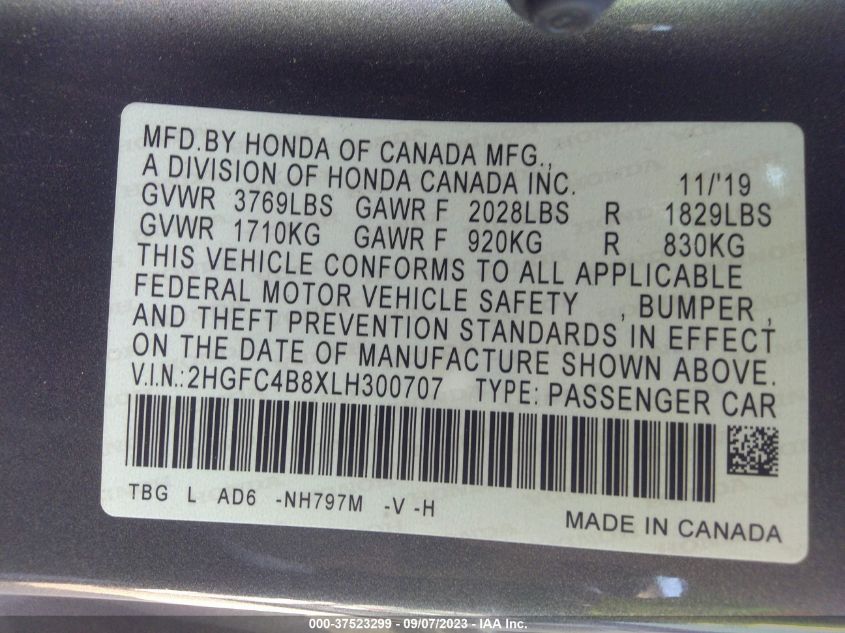 MFD.BY HONDA OF CANADA MFG.,
A DIVISION OF HONDA CANADA INC. 11/'19
GVWR 3769LBS GAWR F 2028LBS R 1829LBS
GVWR 1710KG GAWR F 920KG R 830KG
THIS VEHICLE CONFORMS TO ALL APPLICABLE
FEDERAL MOTOR VEHICLE SAFETY , BUMPER ,
AND THEFT PREVENTION STANDARDS IN EFFECT
ON THE DATE OF MANUFACTURE SHOWN ABOVE.
V.I.N.:2HGFC4B8XLH300707 TYPE: PASSENGER CAR
TBG L AD6 -NH797M -V -H
MADE IN CANADA
000-37523299 - 09/07/2023 - IAA Inc.